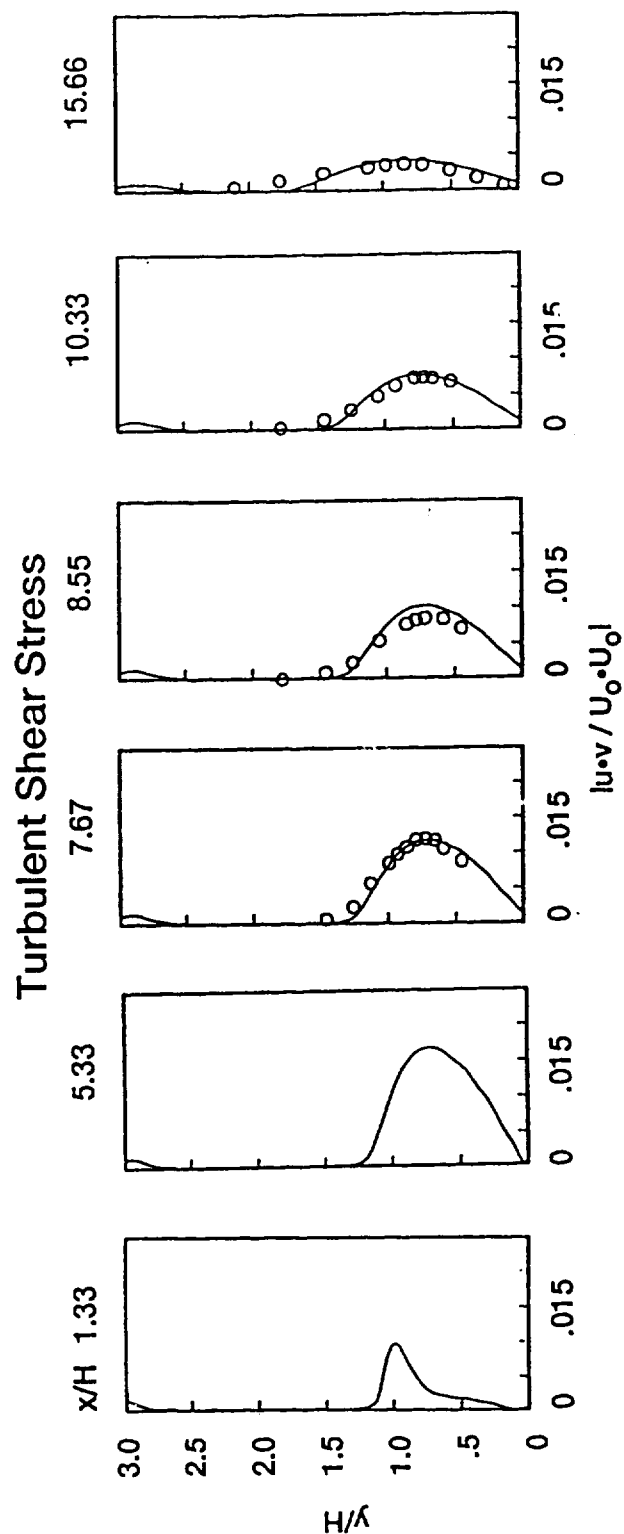 Turbulent Shear Stress
x/H 1.33 5.33 7.67 8.55 10.33 15.66
y/H
3.0
2.5
2.0
1.5
1.0
.5
0
0 .015 0 .015 0 .015 0 .015 0 .015 0 .015
|u•v / U₀•U₀|